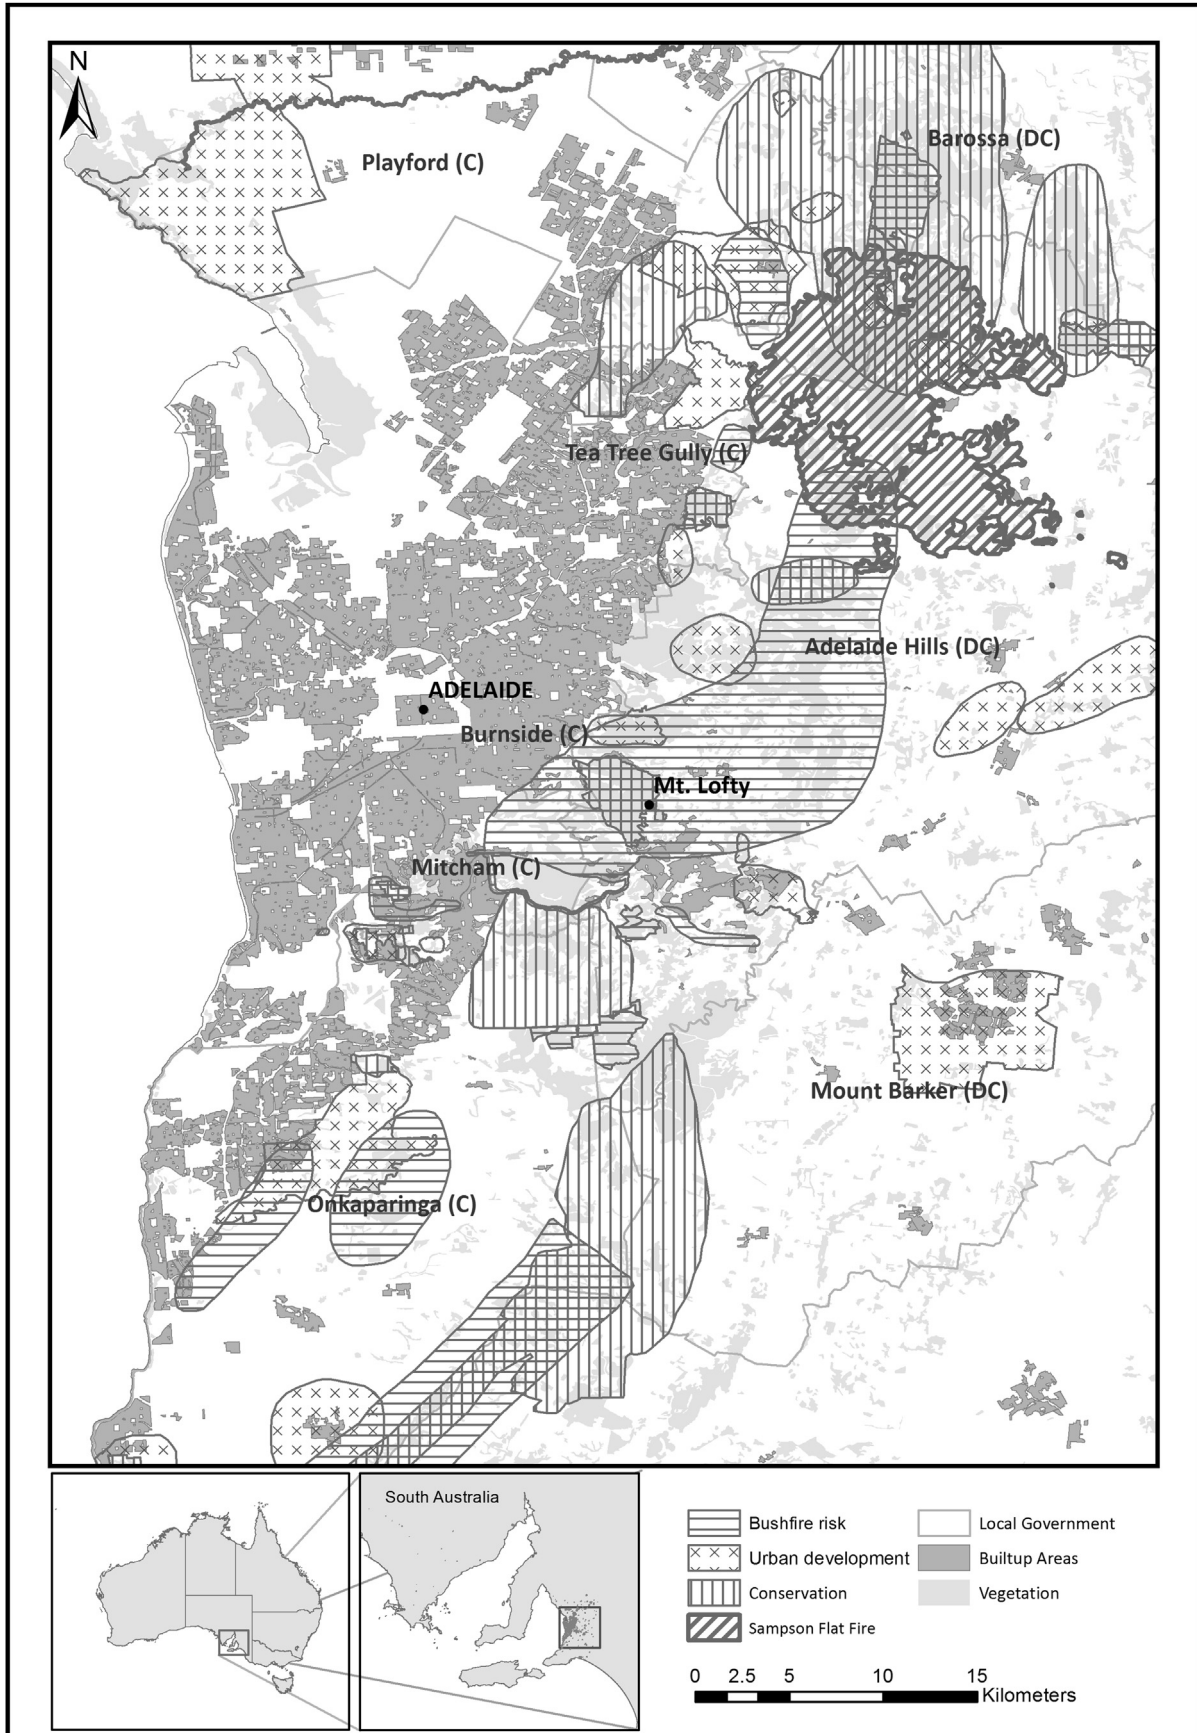 N
Playford (C)
Barossa (DC)
Tea Tree Gully (C)
Adelaide Hills (DC)
ADELAIDE
Burnside (C)
Mt. Lofty
Mitcham (C)
Mount Barker (DC)
Onkaparinga (C)
South Australia
Bushfire risk
Urban development
Conservation
Sampson Flat Fire
Local Government
Builtup Areas
Vegetation
0 2.5 5 10 15
Kilometers